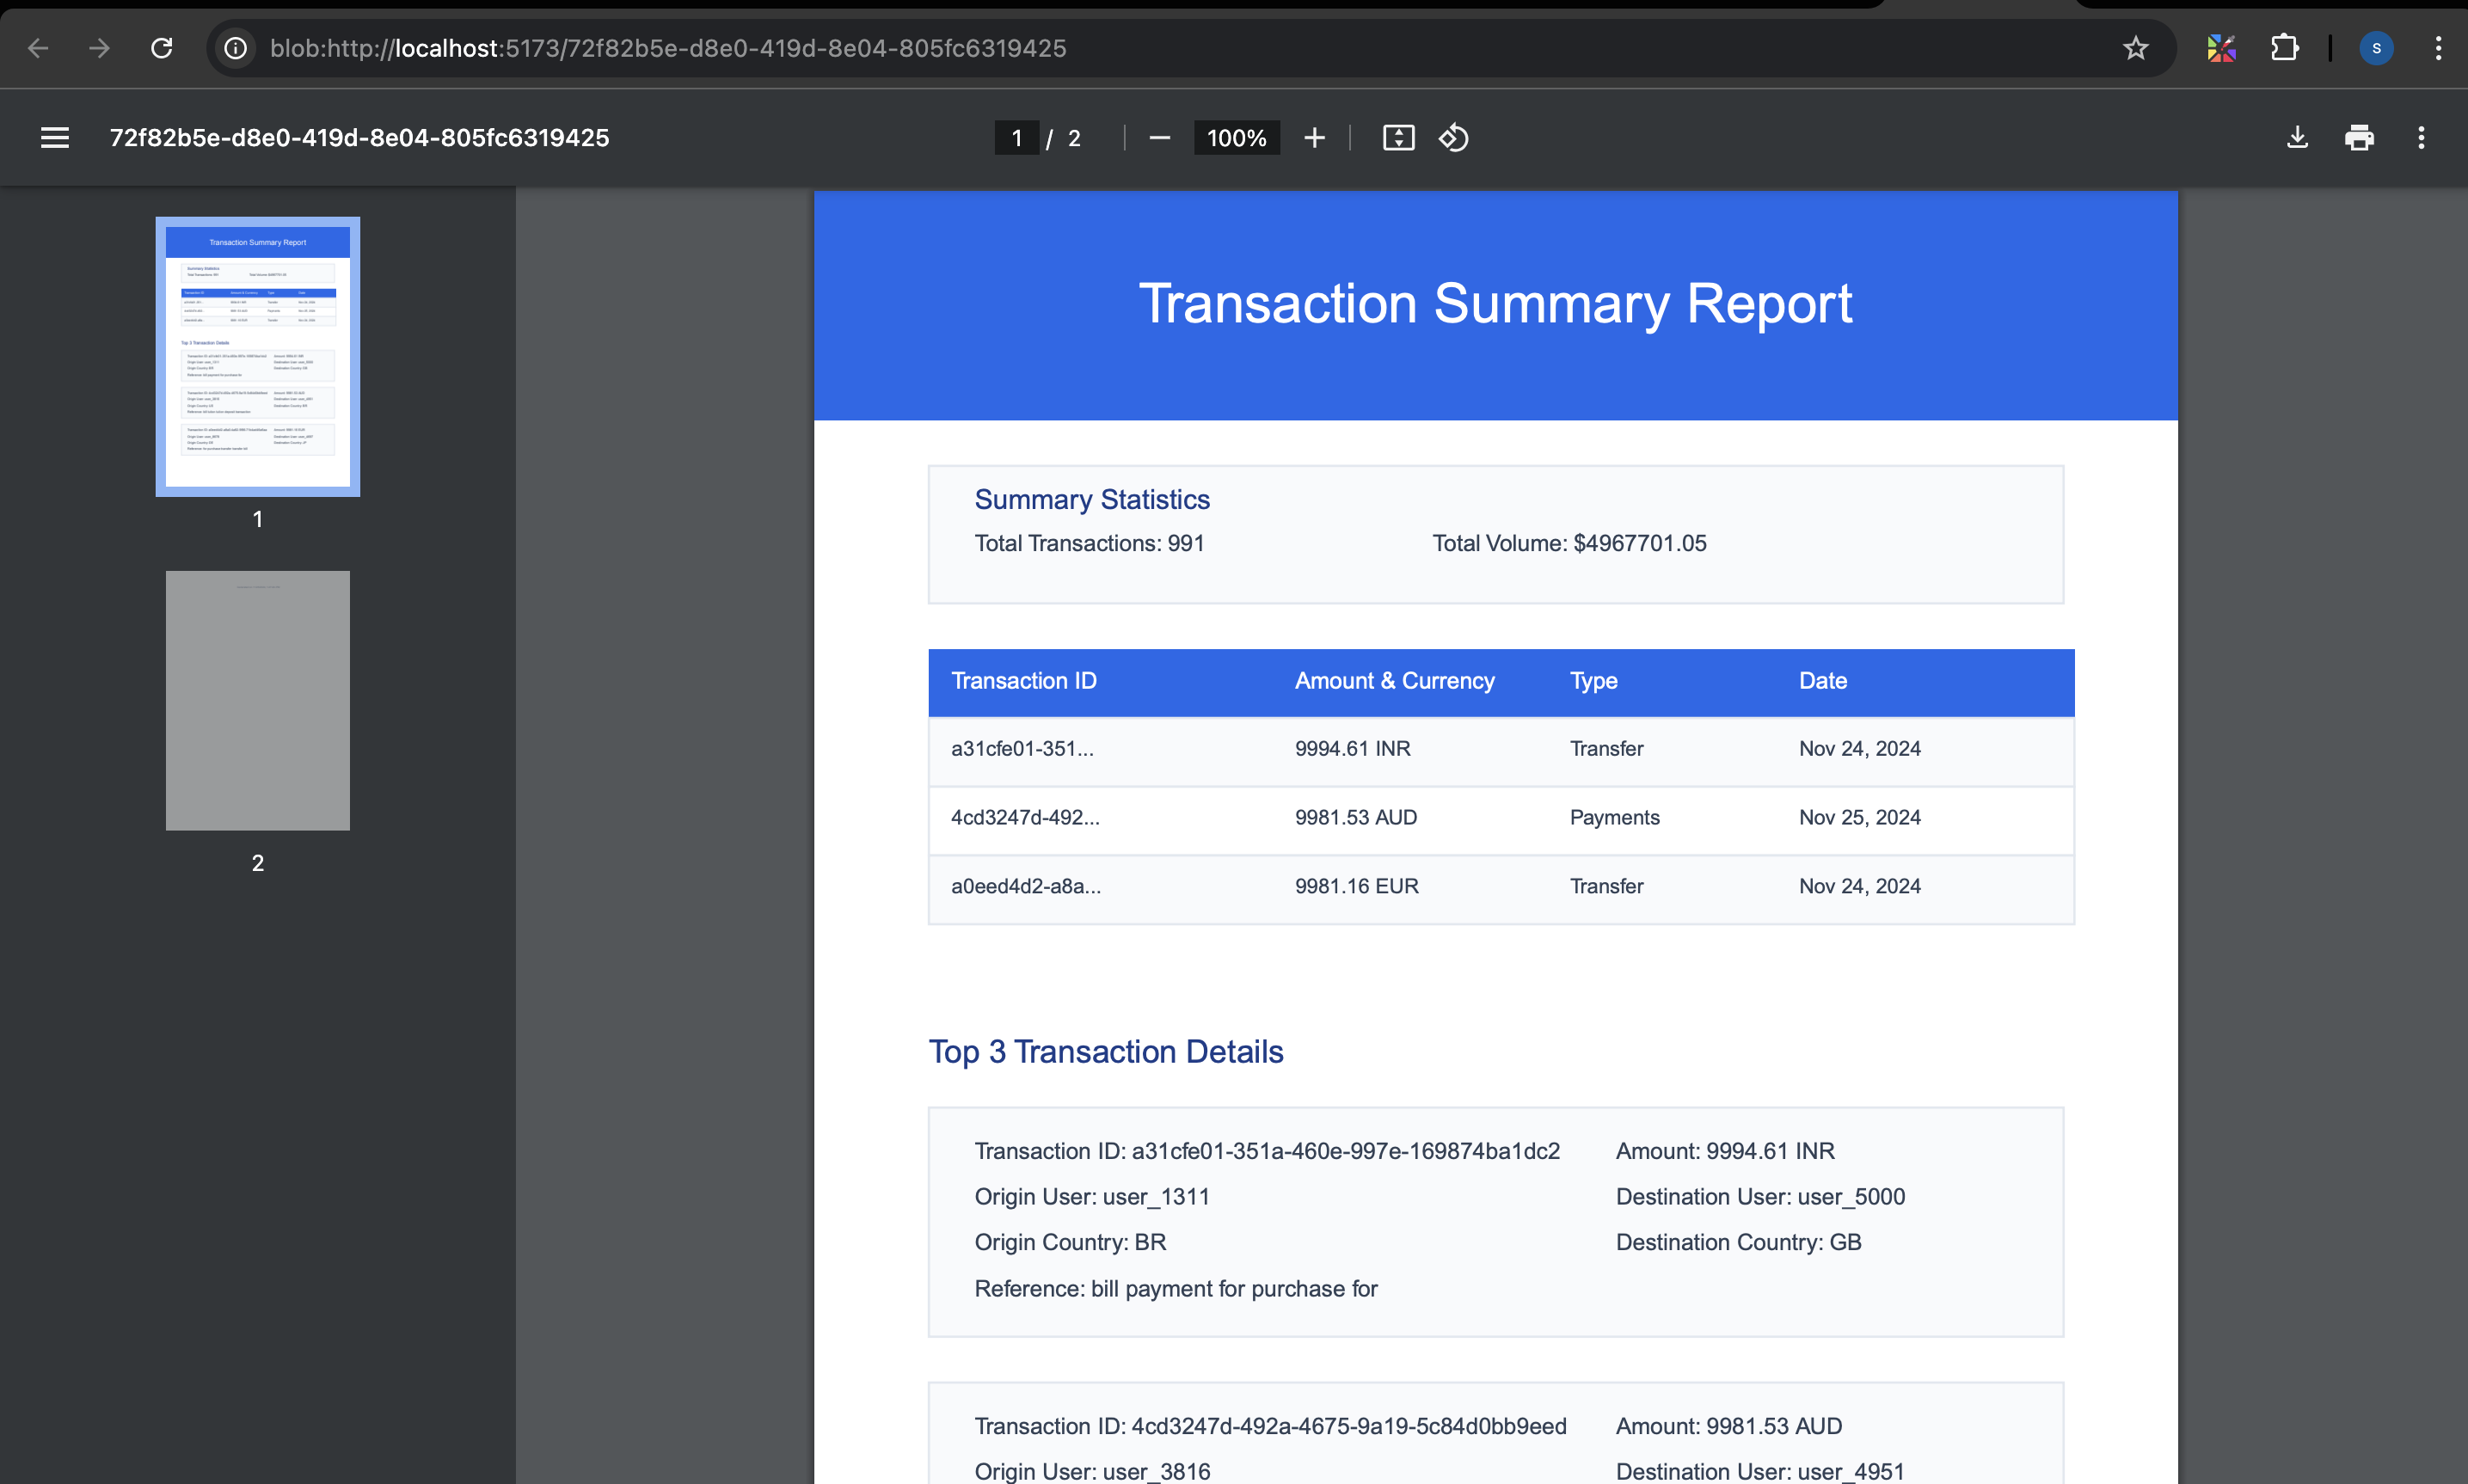 blob:http://localhost:5173/72f82b5e-d8e0-419d-8e04-805fc6319425
S
72f82b5e-d8e0-419d-8e04-805fc6319425
1 / 2
100%
Transaction Summary Report
1
2
Transaction Summary Report
Summary Statistics
Total Transactions: 991 Total Volume: $4967701.05
Transaction ID Amount & Currency Type Date
a31cfe01-351... 9994.61 INR Transfer Nov 24, 2024
4cd3247d-492... 9981.53 AUD Payments Nov 25, 2024
a0eed4d2-a8a... 9981.16 EUR Transfer Nov 24, 2024
Top 3 Transaction Details
Transaction ID: a31cfe01-351a-460e-997e-169874ba1dc2 Amount: 9994.61 INR
Origin User: user_1311 Destination User: user_5000
Origin Country: BR Destination Country: GB
Reference: bill payment for purchase for
Transaction ID: 4cd3247d-492a-4675-9a19-5c84d0bb9eed Amount: 9981.53 AUD
Origin User: user_3816 Destination User: user_4951